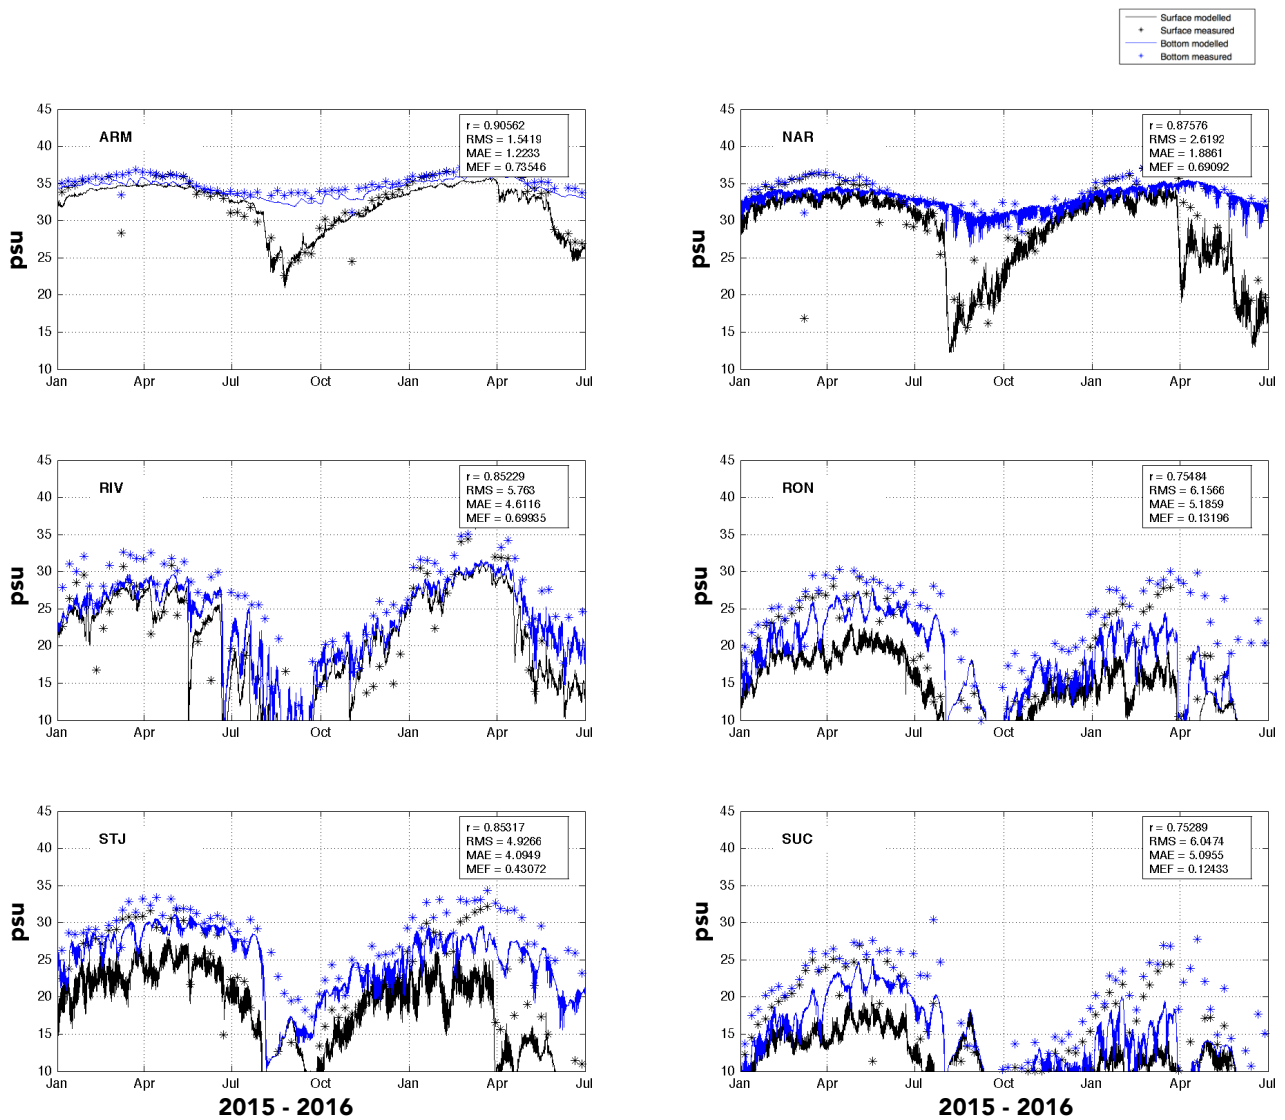 Surface modelled
Surface measured
Bottom modelled
Bottom measured
45
40
35
30
25
20
15
10
psu
ARM
r = 0.90562
RMS = 1.5419
MAE = 1.2233
MEF = 0.73546
Jan Apr Jul Oct Jan Apr Jul
45
40
35
30
25
20
15
10
psu
NAR
r = 0.87576
RMS = 2.6192
MAE = 1.8861
MEF = 0.69092
Jan Apr Jul Oct Jan Apr Jul
45
40
35
30
25
20
15
10
psu
RIV
r = 0.85229
RMS = 5.763
MAE = 4.6116
MEF = 0.69935
Jan Apr Jul Oct Jan Apr Jul
45
40
35
30
25
20
15
10
psu
RON
r = 0.75484
RMS = 6.1566
MAE = 5.1859
MEF = 0.13196
Jan Apr Jul Oct Jan Apr Jul
45
40
35
30
25
20
15
10
psu
STJ
r = 0.85317
RMS = 4.9266
MAE = 4.0949
MEF = 0.43072
Jan Apr Jul Oct Jan Apr Jul
2015 - 2016
45
40
35
30
25
20
15
10
psu
SUC
r = 0.75289
RMS = 6.0474
MAE = 5.0955
MEF = 0.12433
Jan Apr Jul Oct Jan Apr Jul
2015 - 2016